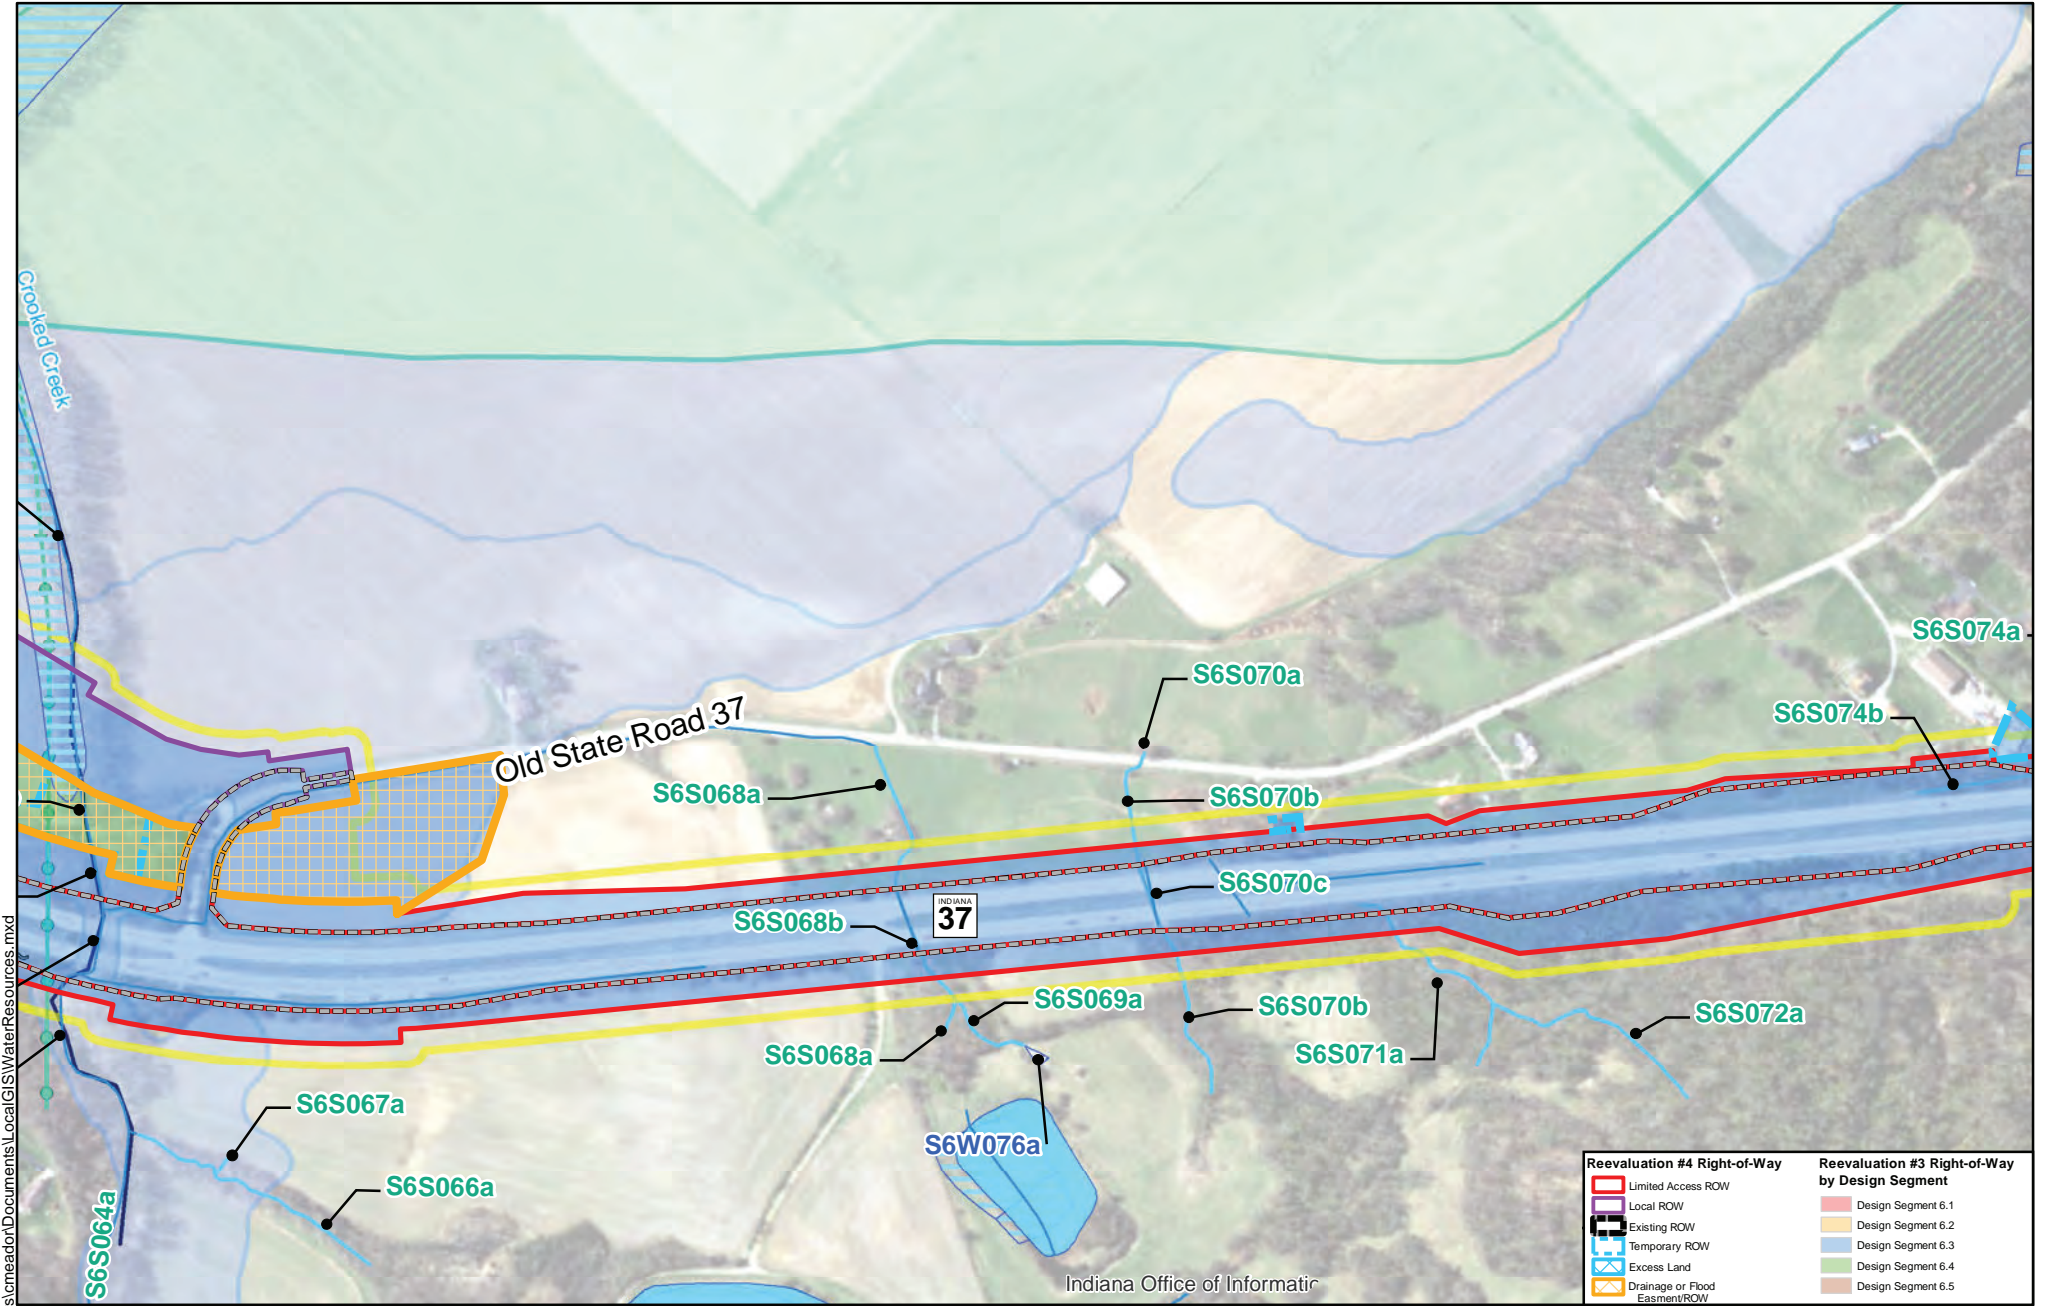 Crooked Creek
S6S074a
S6S070a
S6S074b
Old State Road 37
S6S068a
S6S070b
S6S070c
INDIANA
37
S6S068b
S6S069a
S6S070b
S6S072a
S6S068a
S6S071a
S6S067a
S6W076a
S6S066a
S6S064a
Indiana Office of Informatic
s\cmeador\Documents\LocalGIS\WaterResources.mxd
Reevaluation #4 Right-of-Way
Limited Access ROW
Local ROW
Existing ROW
Temporary ROW
Excess Land
Drainage or Flood
Easment/ROW
Reevaluation #3 Right-of-Way
by Design Segment
Design Segment 6.1
Design Segment 6.2
Design Segment 6.3
Design Segment 6.4
Design Segment 6.5